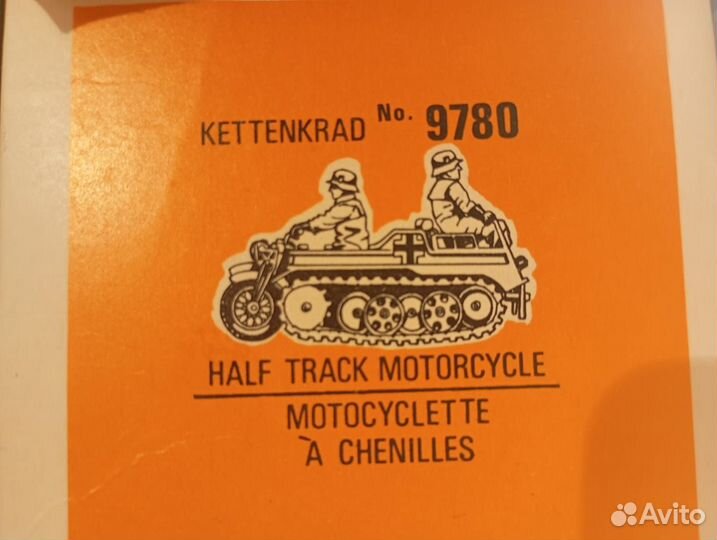 KETTENKRAD No. 9780
HALF TRACK MOTORCYCLE
MOTOCYCLETTE
À CHENILLES
Avito